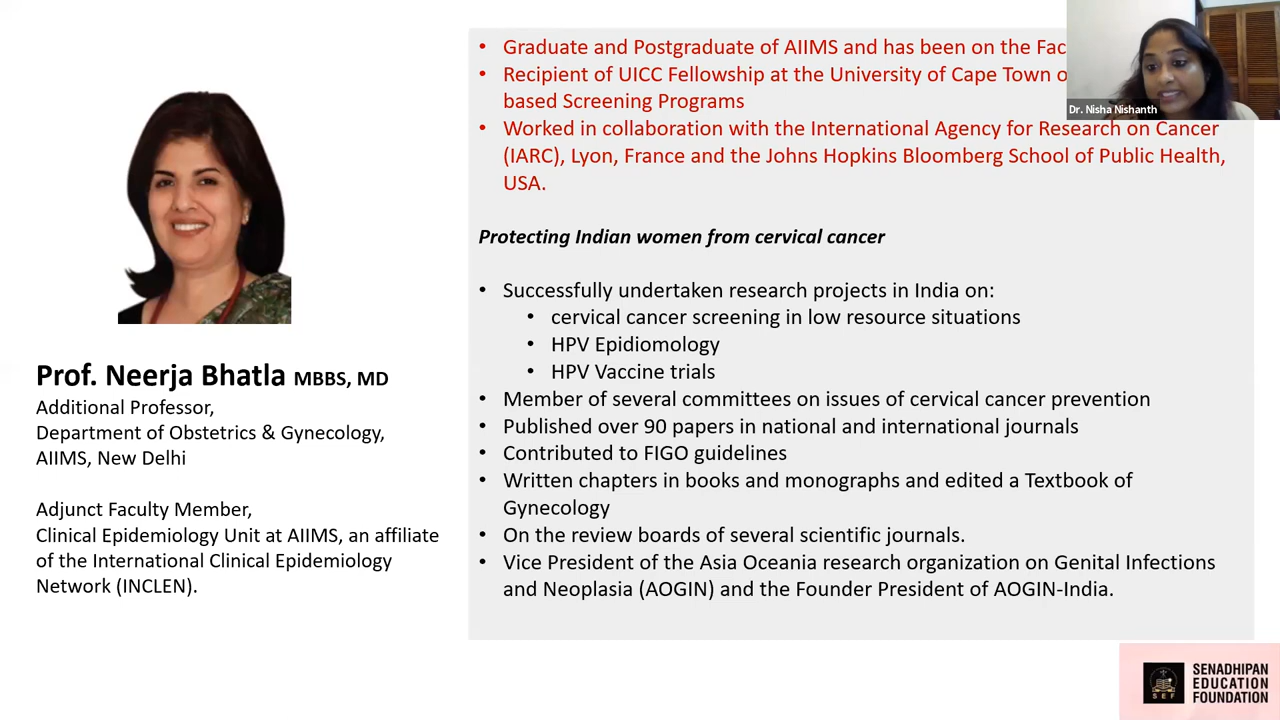 Prof. Neerja Bhatla MBBS, MD
Additional Professor,
Department of Obstetrics & Gynecology,
AIIMS, New Delhi
Adjunct Faculty Member,
Clinical Epidemiology Unit at AIIMS, an affiliate
of the International Clinical Epidemiology
Network (INCLEN).
• Graduate and Postgraduate of AIIMS and has been on the
• Recipient of UICC Fellowship at the University of Cape Town
based Screening Programs
• Worked in collaboration with the International Agency for Research on Cancer
(IARC), Lyon, France and the Johns Hopkins Bloomberg School of Public Health,
USA.
Protecting Indian women from cervical cancer
• Successfully undertaken research projects in India on:
• cervical cancer screening in low resource situations
• HPV Epidiomology
• HPV Vaccine trials
• Member of several committees on issues of cervical cancer prevention
• Published over 90 papers in national and international journals
• Contributed to FIGO guidelines
• Written chapters in books and monographs and edited a Textbook of
Gynecology
• On the review boards of several scientific journals.
• Vice President of the Asia Oceania research organization on Genital Infections
and Neoplasia (AOGIN) and the Founder President of AOGIN-India.
Dr. Nisha Nishanth
SEF
SENADHIPAN
EDUCATION
FOUNDATION